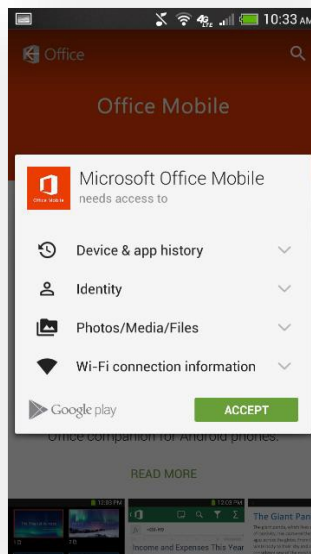 4G
LTE
10:33 AM
Office
Office Mobile
Office Mobile
Microsoft Office Mobile
needs access to
Device & app history
Identity
Photos/Media/Files
Wi-Fi connection information
Google play
ACCEPT
Office companion for Android phones.
READ MORE
Income and Expenses This Year
The Giant Pan